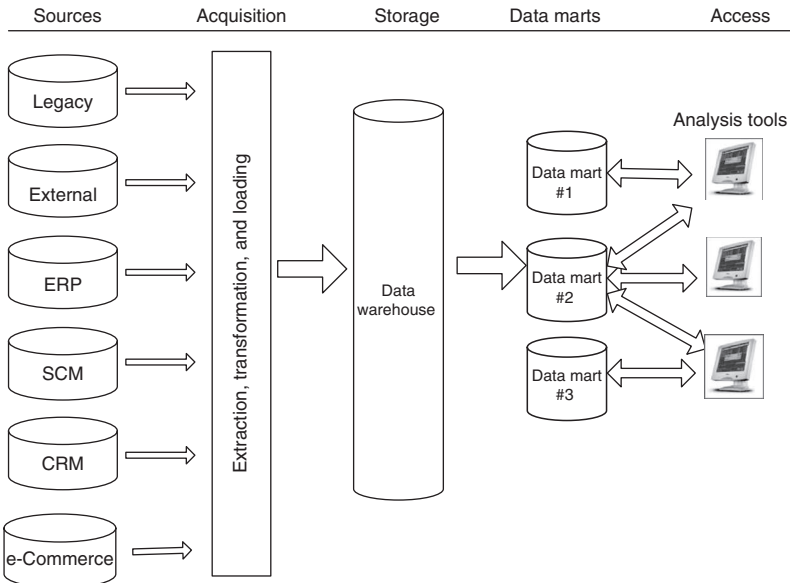 Sources
Acquisition
Storage
Data marts
Access
Legacy
External
ERP
SCM
CRM
e-Commerce
Extraction, transformation, and loading
Data
warehouse
Data mart
#1
Data mart
#2
Data mart
#3
Analysis tools